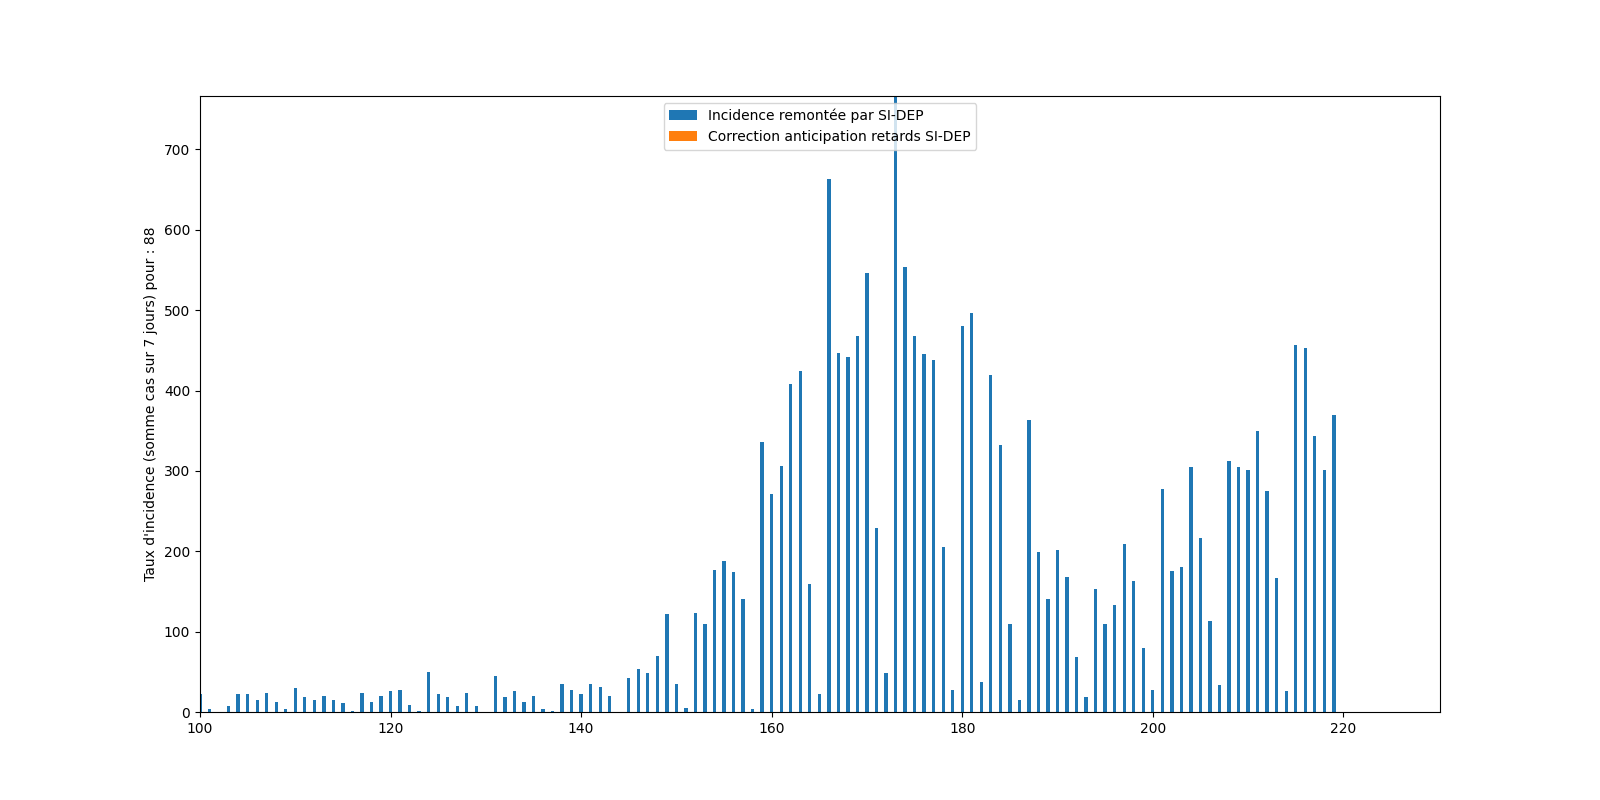 Incidence remontée par SI-DEP
Correction anticipation retards SI-DEP
Taux d'incidence (somme cas sur 7 jours) pour : 88
700
600
500
400
300
200
100
0
100 120 140 160 180 200 220